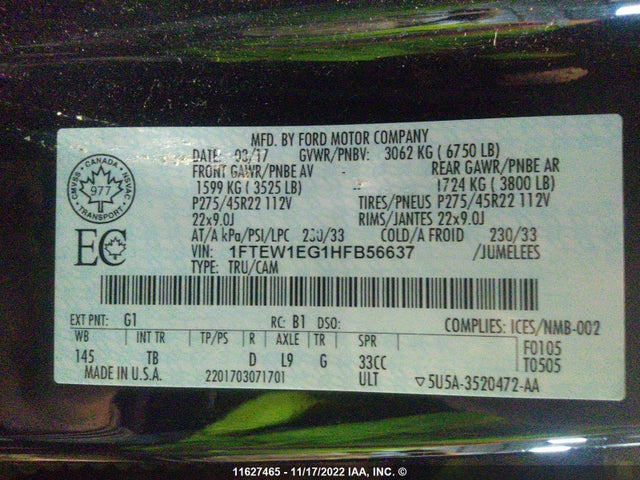 MFD. BY FORD MOTOR COMPANY
DATE: 03/17 GVWR/PNBV: 3062 KG ( 6750 LB)
FRONT GAWR/PNBE AV REAR GAWR/PNBE AR
1599 KG ( 3525 LB) 1724 KG ( 3800 LB)
P275/45R22 112V TIRES/PNEUS P275/45R22 112V
22x9.0J RIMS/JANTES 22x9.0J
AT/A kPa/PSI/LPC 230/33 COLD/A FROID 230/33
VIN: 1FTEW1EG1HFB56637 /JUMELEES
TYPE: TRU/CAM
CANADA
CMVSS NSVAC
977
TRANSPORT
EC
EXT PNT: G1 RC: B1 DSO: COMPLIES: ICES/NMB-002
WB INT TR TP/PS R AXLE TR SPR F0105
145 TB D L9 G 33CC T0505
MADE IN U.S.A. 2201703071701 ULT ▽5U5A-3520472-AA
11627465 - 11/17/2022 IAA, INC. ©